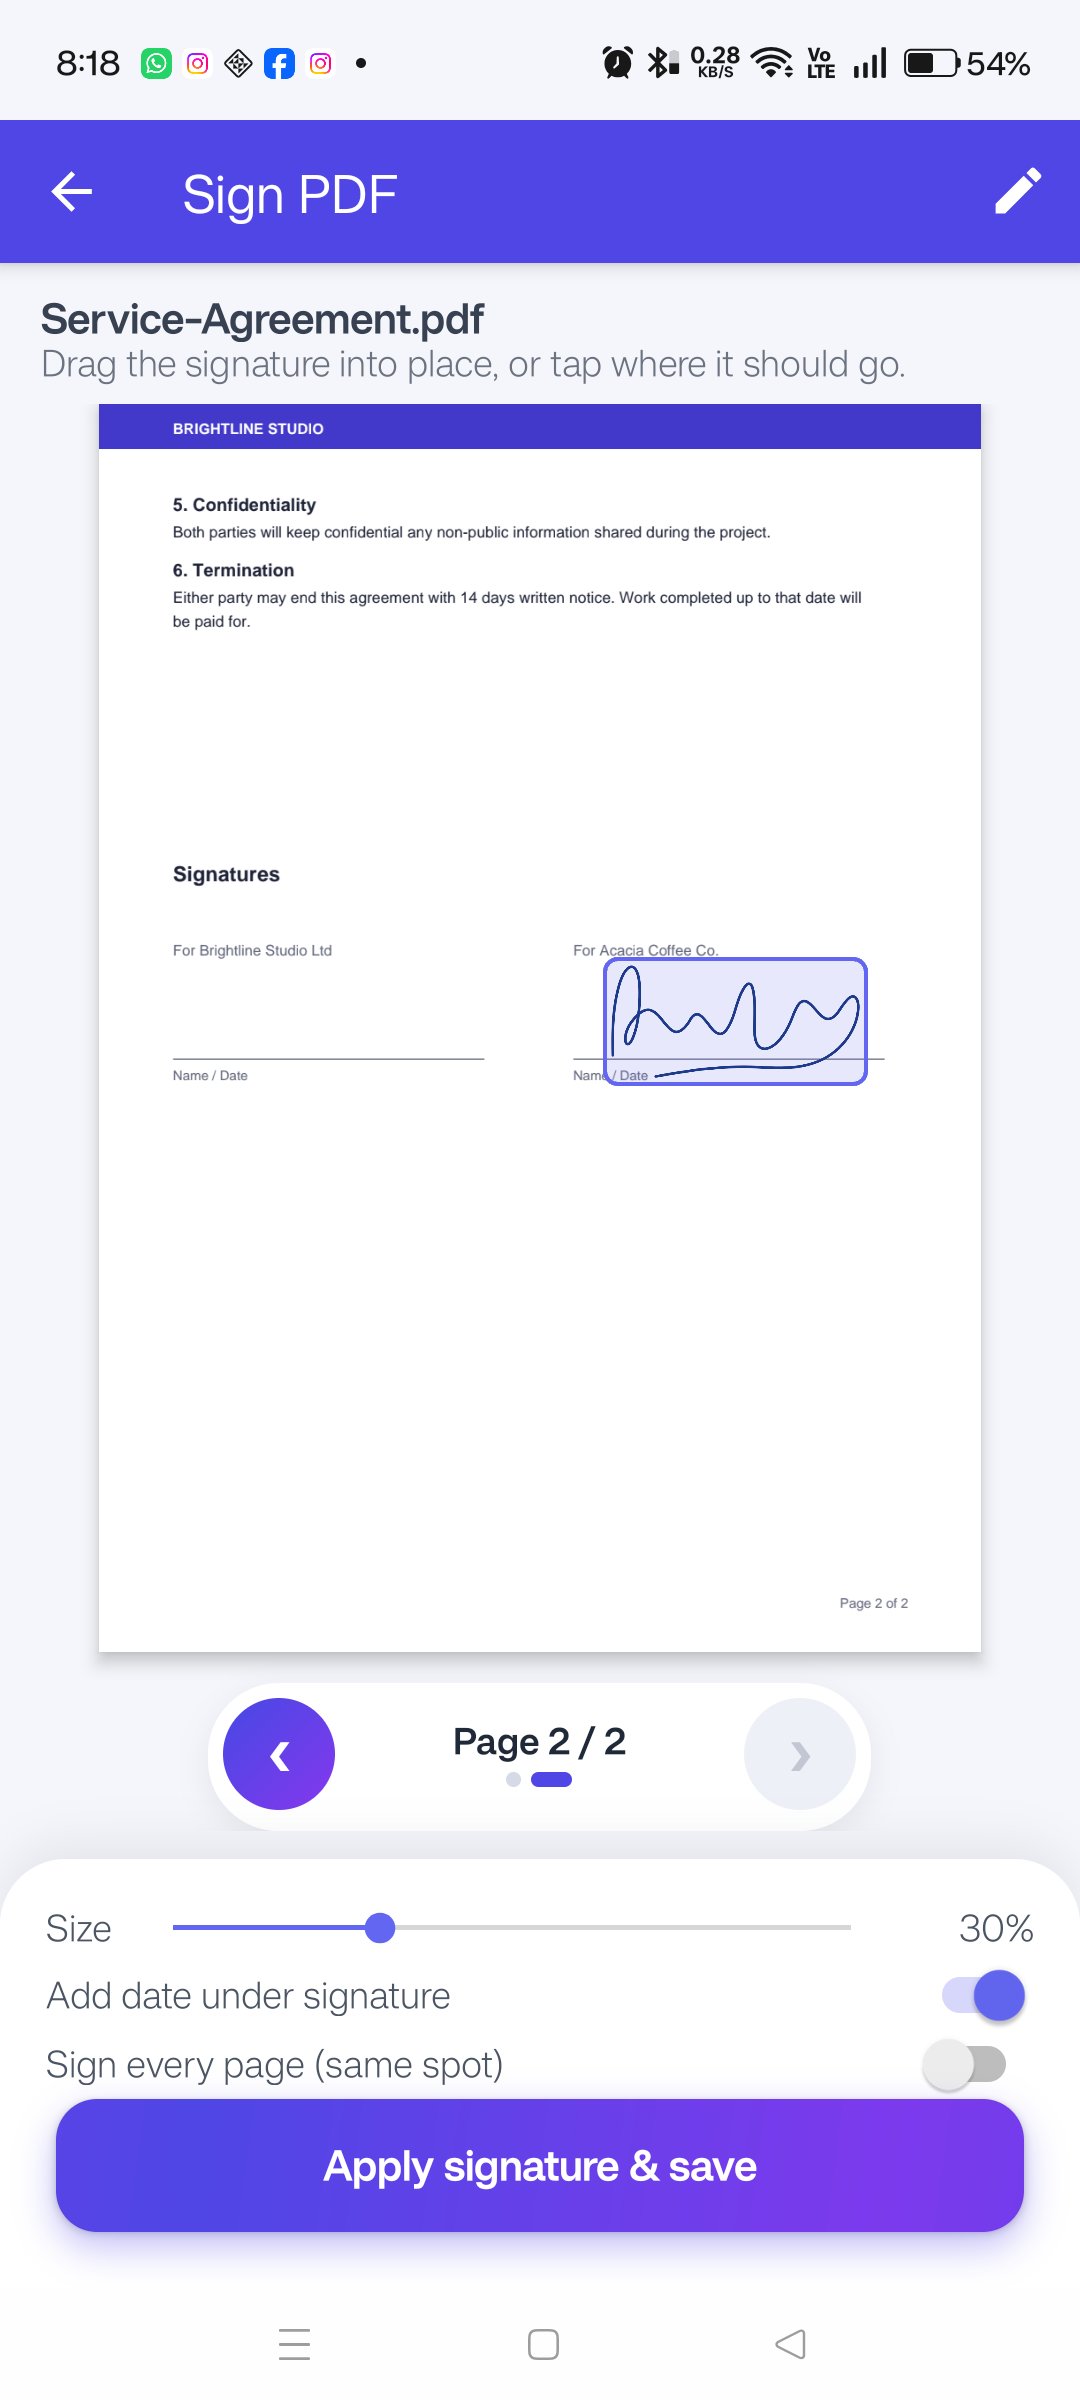 8:18 0.28 KB/S Vo LTE 54%
Sign PDF
Service-Agreement.pdf
Drag the signature into place, or tap where it should go.
BRIGHTLINE STUDIO
5. Confidentiality
Both parties will keep confidential any non-public information shared during the project.
6. Termination
Either party may end this agreement with 14 days written notice. Work completed up to that date will
be paid for.
Signatures
For Brightline Studio Ltd
For Acacia Coffee Co.
Name / Date
Name / Date
Page 2 of 2
Page 2 / 2
Size 30%
Add date under signature
Sign every page (same spot)
Apply signature & save